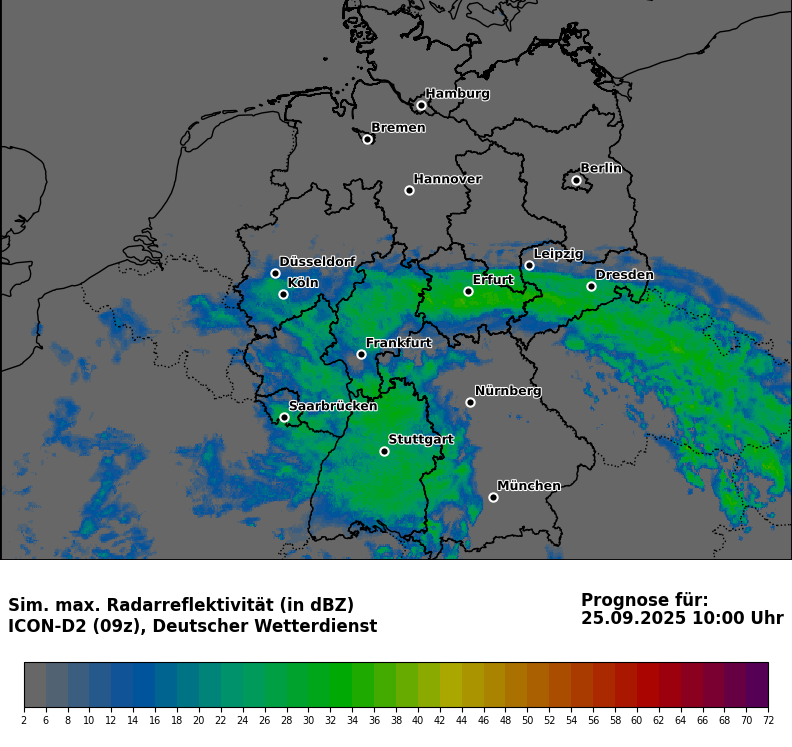 Hamburg
Bremen
Berlin
Hannover
Leipzig
Düsseldorf
Dresden
Erfurt
Köln
Frankfurt
Nürnberg
Saarbrücken
Stuttgart
München
Sim. max. Radarreflektivität (in dBZ)
ICON-D2 (09z), Deutscher Wetterdienst
Prognose für:
25.09.2025 10:00 Uhr
2 6 8 10 12 14 16 18 20 22 24 26 28 30 32 34 36 38 40 42 44 46 48 50 52 54 56 58 60 62 64 66 68 70 72